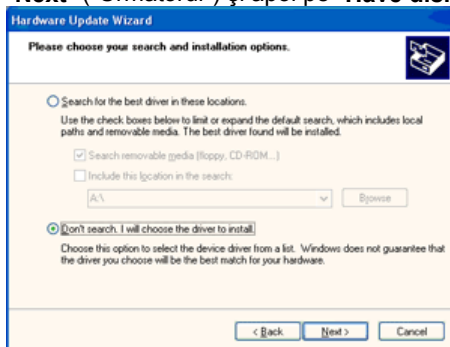 Hardware Update Wizard
Please choose your search and installation options.
Search for the best driver in these locations.
Use the check boxes below to limit or expand the default search, which includes local
paths and removable media. The best driver found will be installed.
Search removable media (floppy, CD-ROM...)
Include this location in the search:
A:\
Browse
Don't search. I will choose the driver to install.
Choose this option to select the device driver from a list. Windows does not guarantee that
the driver you choose will be the best match for your hardware.
< Back Next > Cancel